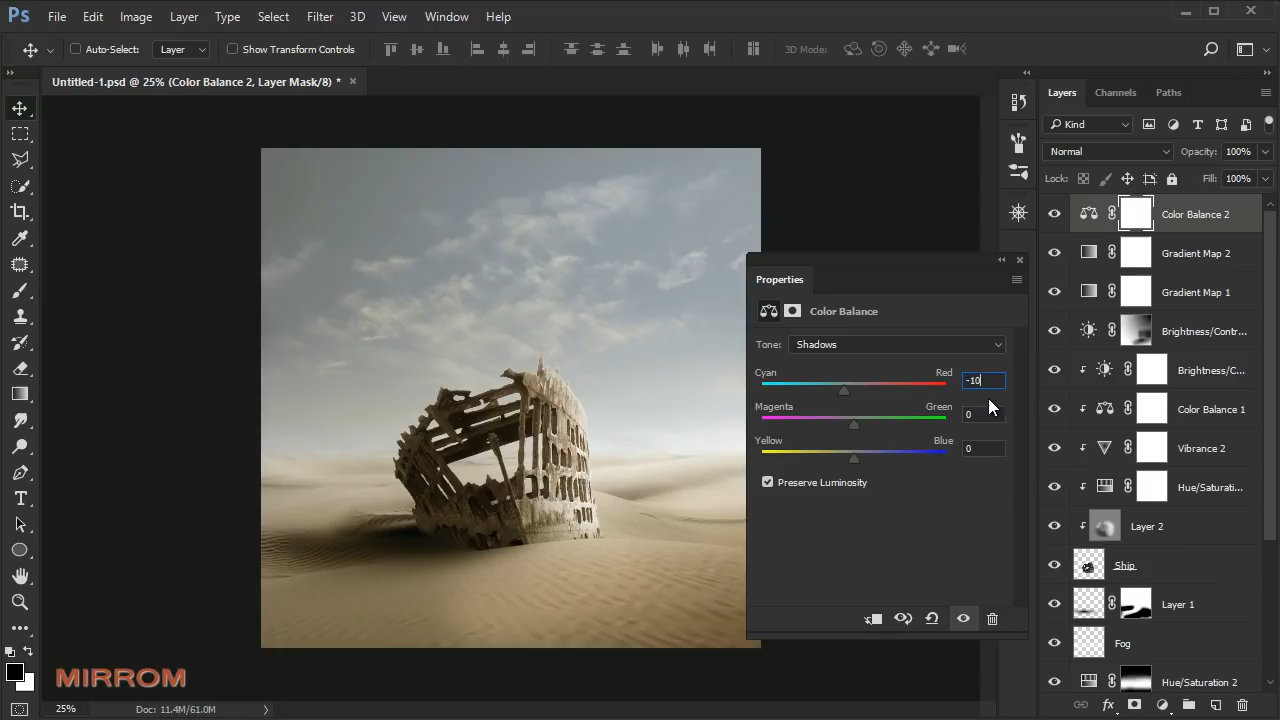 Ps File Edit Image Layer Type Select Filter 3D View Window Help
Auto-Select: Layer Show Transform Controls 3D Mode:
Untitled-1.psd @ 25% (Color Balance 2, Layer Mask/8) *
Layers Channels Paths
Kind
Normal Opacity: 100%
Lock: Fill: 100%
Color Balance 2
Gradient Map 2
Gradient Map 1
Brightness/Contr...
Brightness/C...
Color Balance 1
Vibrance 2
Hue/Saturati...
Layer 2
Ship
Layer 1
Fog
Hue/Saturation 2
Properties
Color Balance
Tone: Shadows
Cyan Red -10
Magenta Green 0
Yellow Blue 0
Preserve Luminosity
MIRROM
25% Doc: 11.4M/61.0M